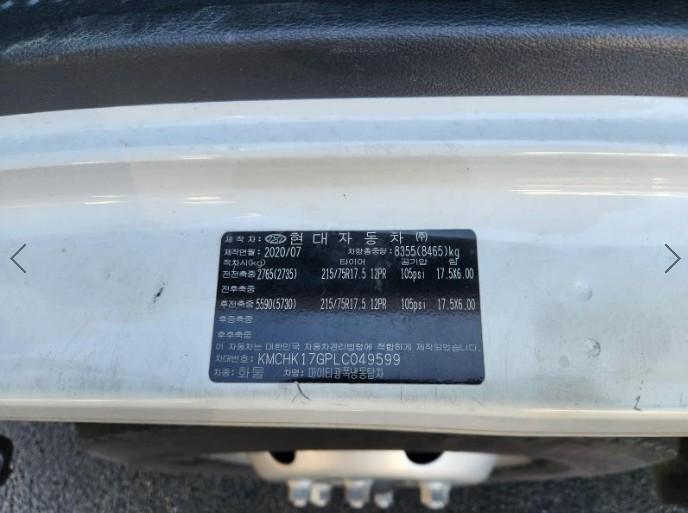 제작자: 현대자동차 ㈜
제작년월: 2020/07 차량총중량: 8355(8465)kg
적차시(kg) 타이어 공기압 림
전전축중 2765(2735) 215/75R17.5 12PR 105psi 17.5X6.00
전후축중
후전축중 5590(5730) 215/75R17.5 12PR 105psi 17.5X6.00
후중축중
후후축중
이 자동차는 대한민국 자동차관리법령에 적합하게 제작되었습니다
차대번호: KMCHK17GPLC049599
차종: 화물 차명: 마이티광폭냉동탑차